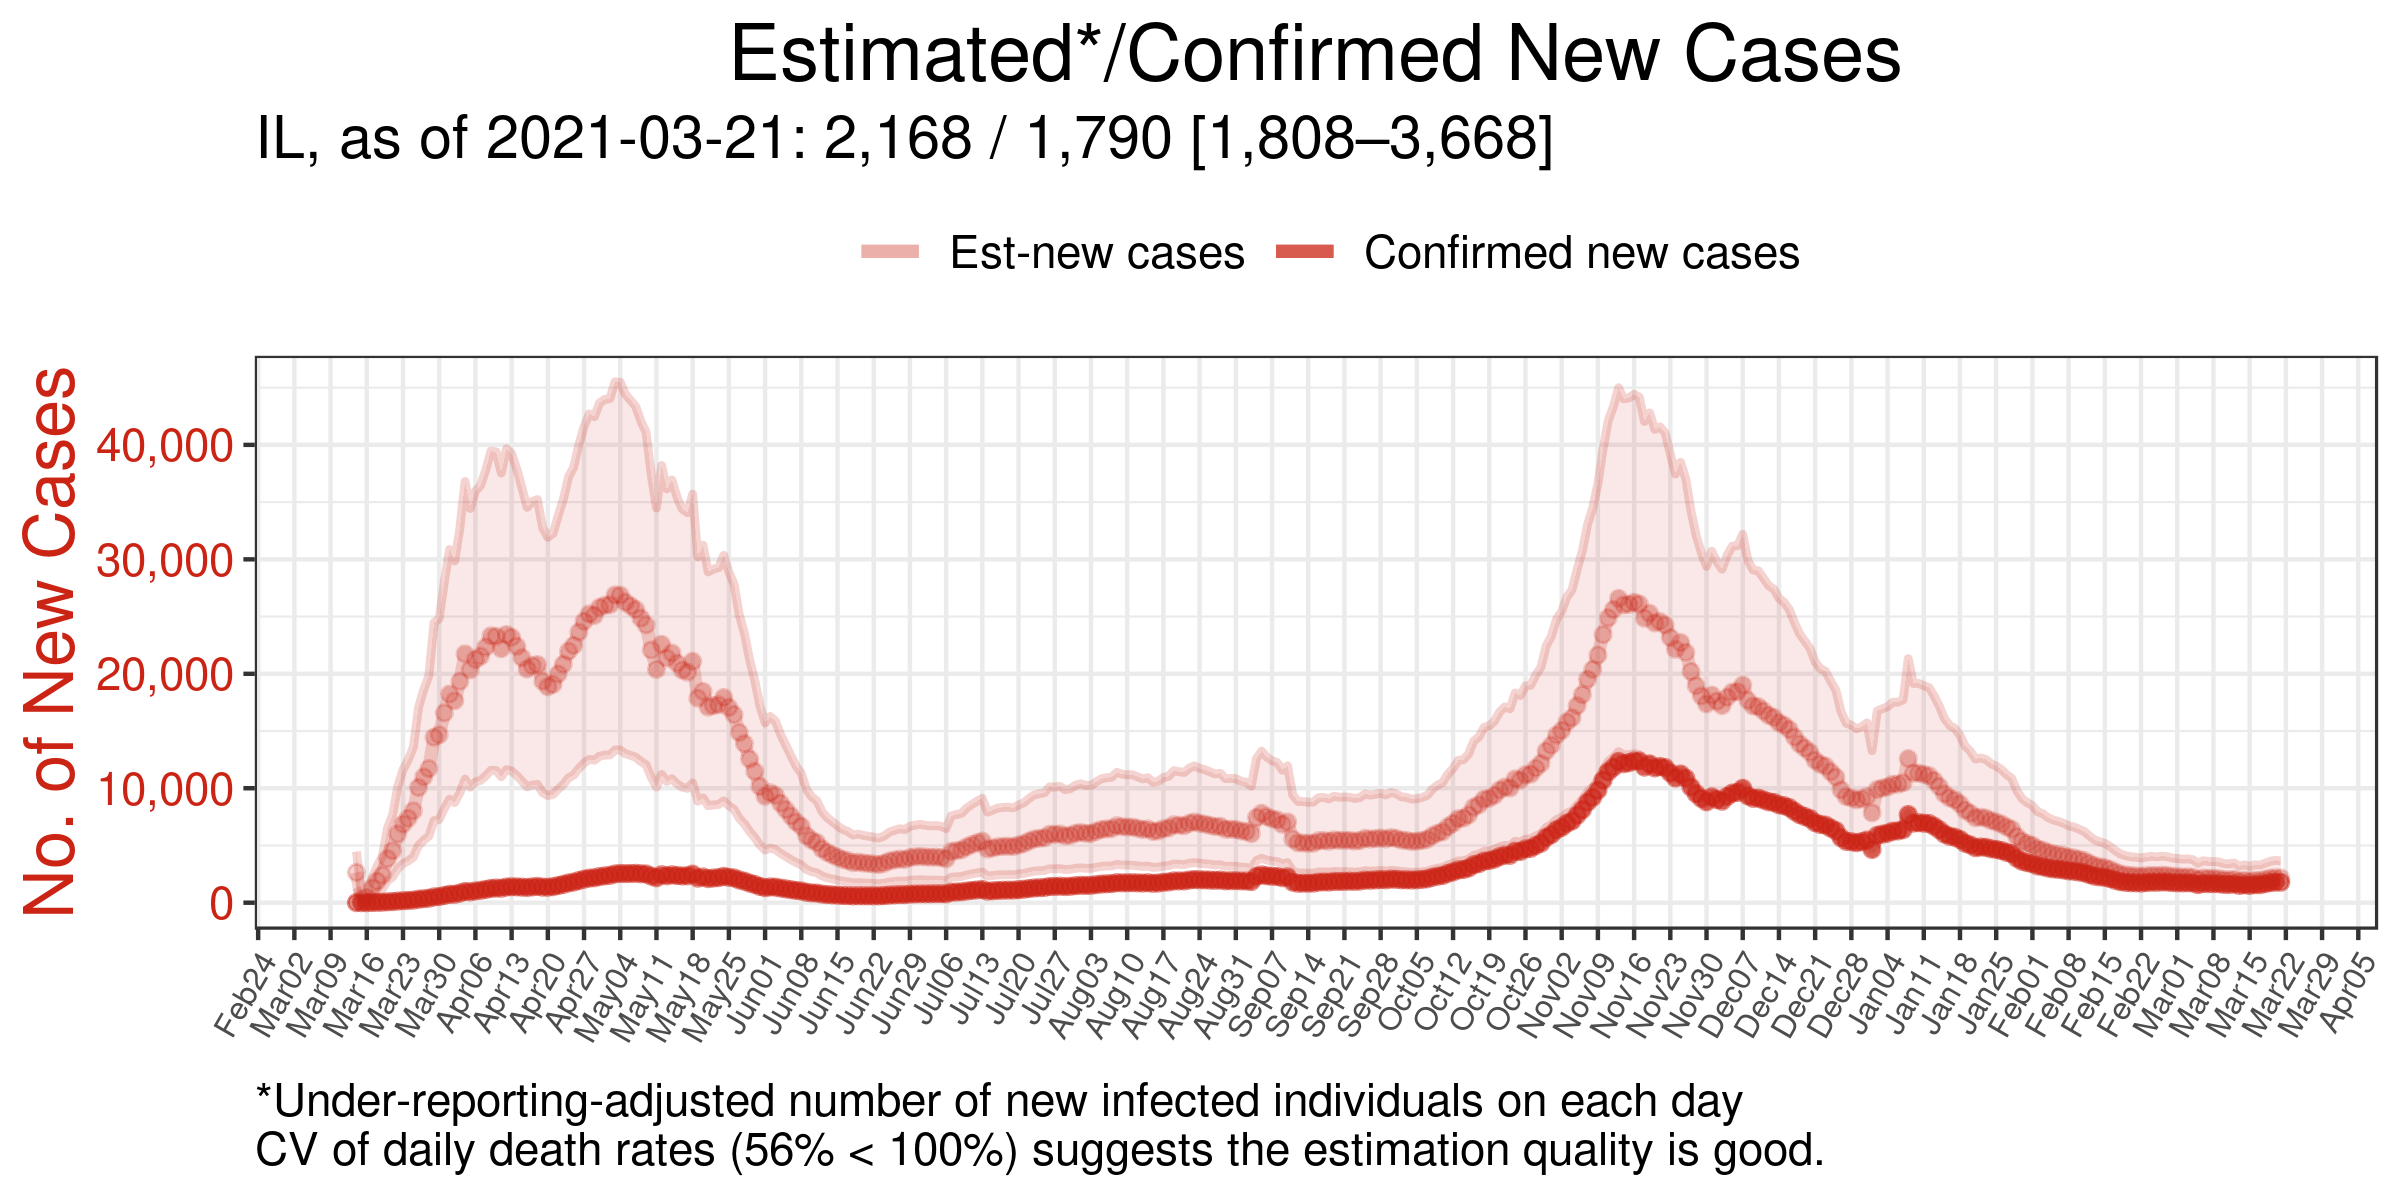 Estimated*/Confirmed New Cases
IL, as of 2021-03-21: 2,168 / 1,790 [1,808–3,668]
Est-new cases
Confirmed new cases
No. of New Cases
40,000
30,000
20,000
10,000
0
Feb24
Mar02
Mar09
Mar16
Mar23
Mar30
Apr06
Apr13
Apr20
Apr27
May04
May11
May18
May25
Jun01
Jun08
Jun15
Jun22
Jun29
Jul06
Jul13
Jul20
Jul27
Aug03
Aug10
Aug17
Aug24
Aug31
Sep07
Sep14
Sep21
Sep28
Oct05
Oct12
Oct19
Oct26
Nov02
Nov09
Nov16
Nov23
Nov30
Dec07
Dec14
Dec21
Dec28
Jan04
Jan11
Jan18
Jan25
Feb01
Feb08
Feb15
Feb22
Mar01
Mar08
Mar15
Mar22
Mar29
Apr05
*Under-reporting-adjusted number of new infected individuals on each day
CV of daily death rates (56% < 100%) suggests the estimation quality is good.